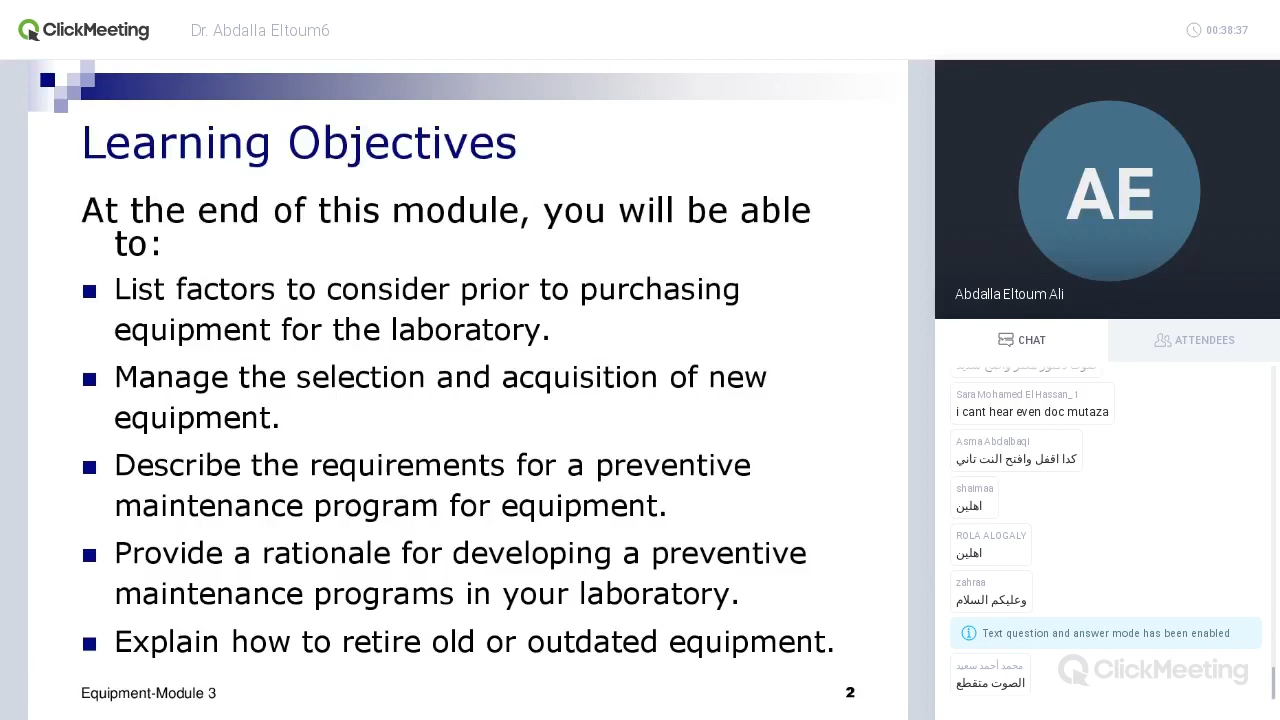 ClickMeeting
Dr. Abdalla Eltoum6
00:38:37
Learning Objectives
At the end of this module, you will be able
to:
List factors to consider prior to purchasing
equipment for the laboratory.
Manage the selection and acquisition of new
equipment.
Describe the requirements for a preventive
maintenance program for equipment.
Provide a rationale for developing a preventive
maintenance programs in your laboratory.
Explain how to retire old or outdated equipment.
Equipment-Module 3
2
AE
Abdalla Eltoum Ali
CHAT
ATTENDEES
Sara Mohamed El Hassan_1
i cant hear even doc mutaza
Asma Abdalbaqi
كدا اقفل وافتح النت تاني
shaimaa
اهلين
ROLA ALOGALY
اهلين
zahraa
وعليكم السلام
Text question and answer mode has been enabled
محمد أحمد سعيد
الصوت متقطع
ClickMeeting